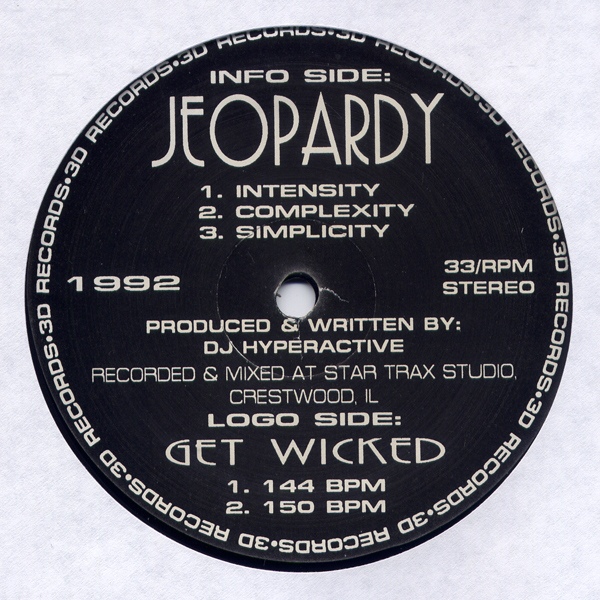 3D RECORDS•3D RECORDS•3D RECORDS•3D RECORDS•3D RECORDS•3D RECORDS•3D RECORDS•3D RECORDS•3D RECORDS•
INFO SIDE:
JEOPARDY
1. INTENSITY
2. COMPLEXITY
3. SiMPLICITY
1992
33/RPM
STEREO
PRODUCED & WRITTEN BY:
DJ HYPERACTIVE
RECORDED & MIXED AT STAR TRAX STUDIO,
CRESTWOOD, IL
LOGO SIDE:
GET WICKED
1. 144 BPM
2. 150 BPM